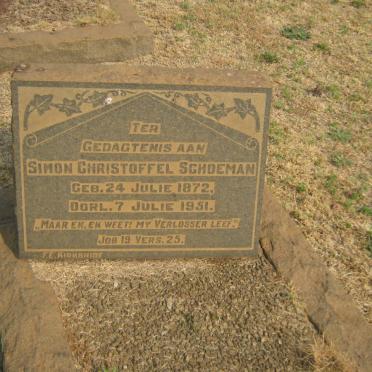 TER
GEDAGTENIS AAN
SIMON CHRISTOFFEL SCHOEMAN
GEB. 24 JULIE 1872.
OORL. 7 JULIE 1951.
„MAAR EK, EK WEET! MY VERLOSSER LEEF."
JOB 19 VERS. 25.